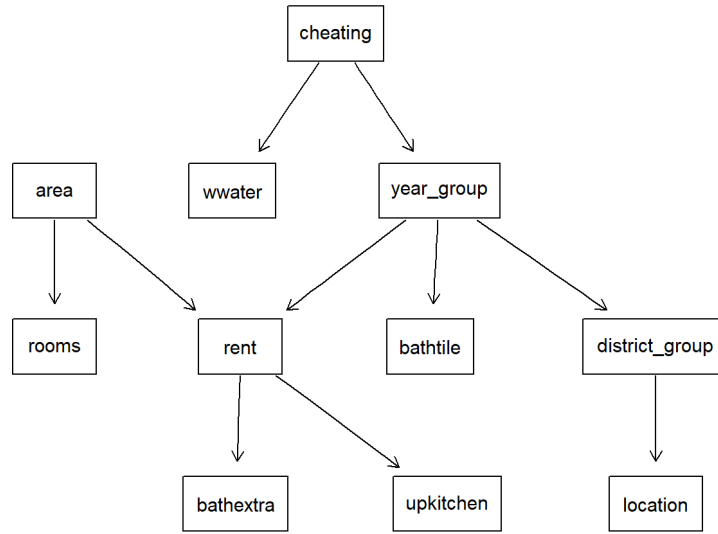 cheating
area
wwater
year_group
rooms
rent
bathtile
district_group
bathextra
upkitchen
location